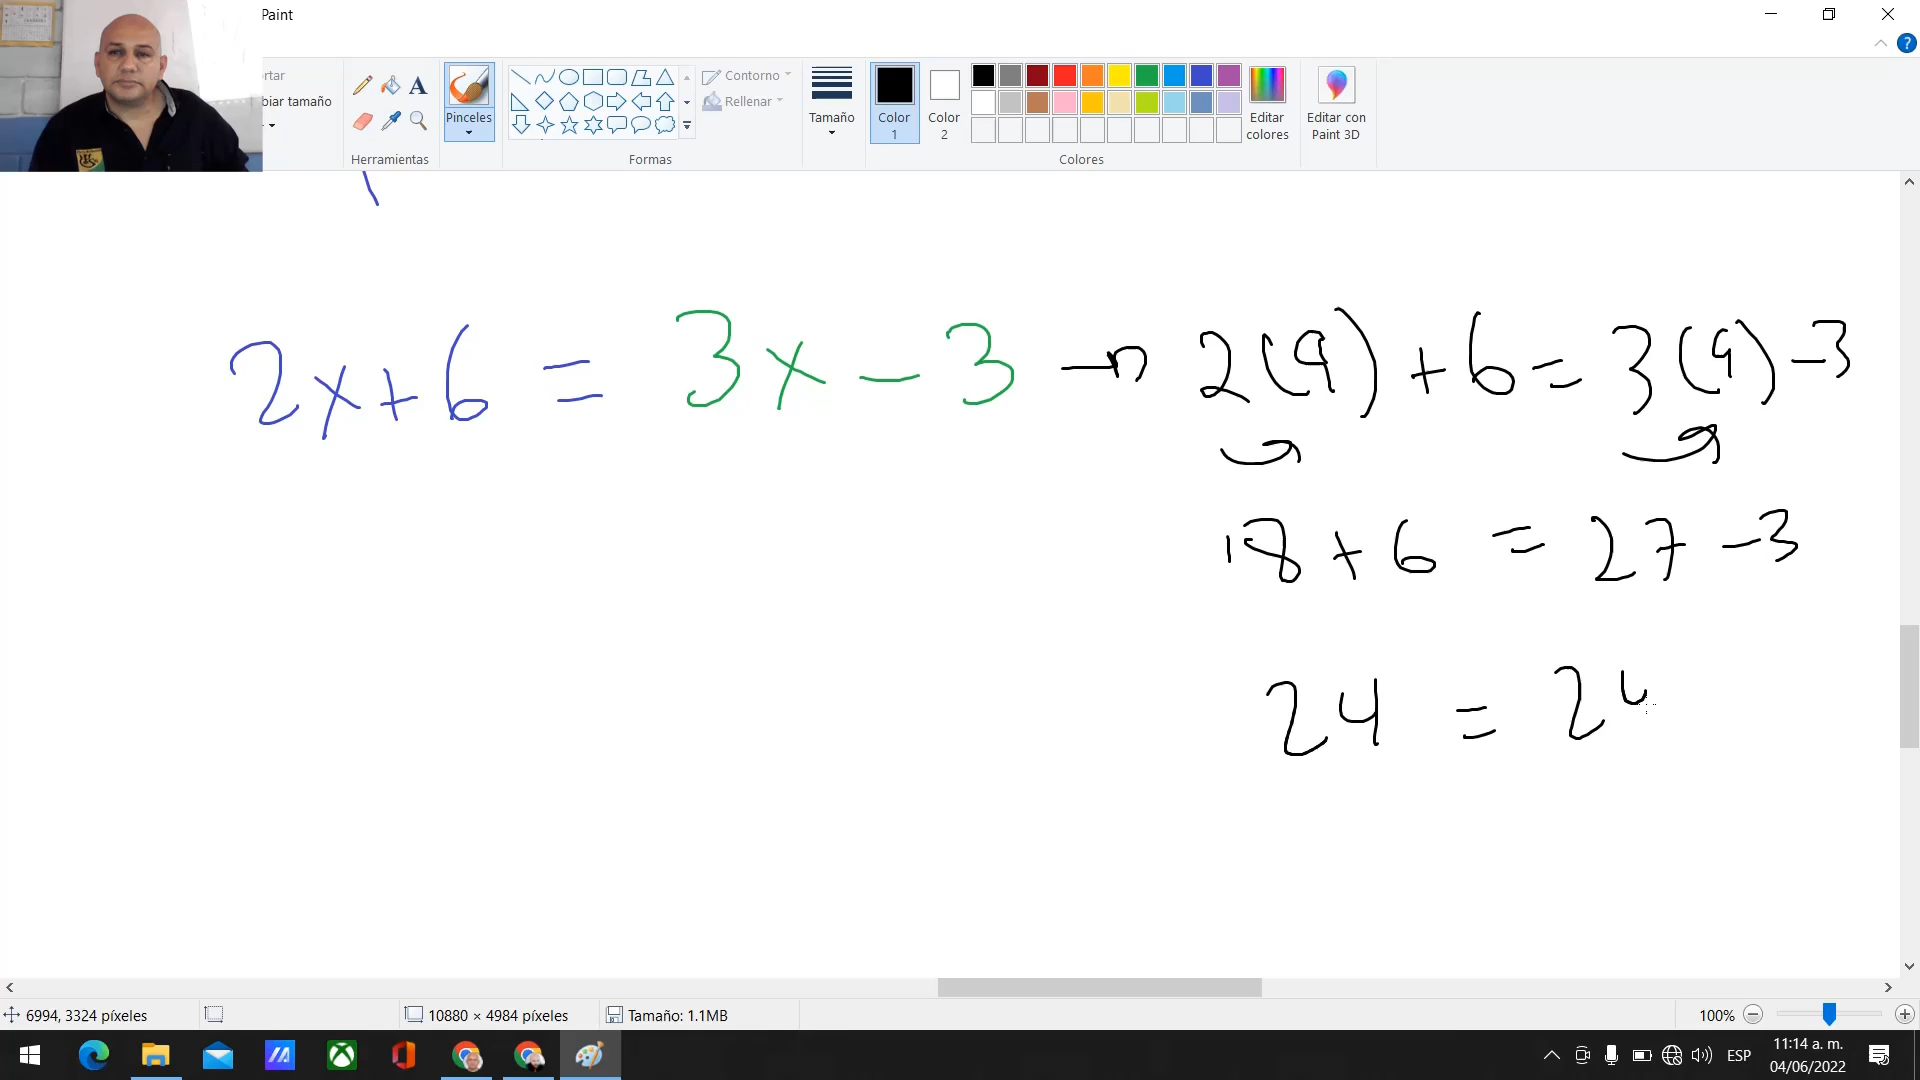 Paint
ortar
biar tamaño
Herramientas
Pinceles
Formas
Contorno
Rellenar
Tamaño
Color 1
Color 2
Colores
Editar colores
Editar con Paint 3D
2x+6 = 3x-3 → 2(9)+6=3(9)-3
18+6 = 27-3
24 = 24
6994, 3324 píxeles
10880 × 4984 píxeles
Tamaño: 1.1MB
100%
ESP
11:14 a. m.
04/06/2022